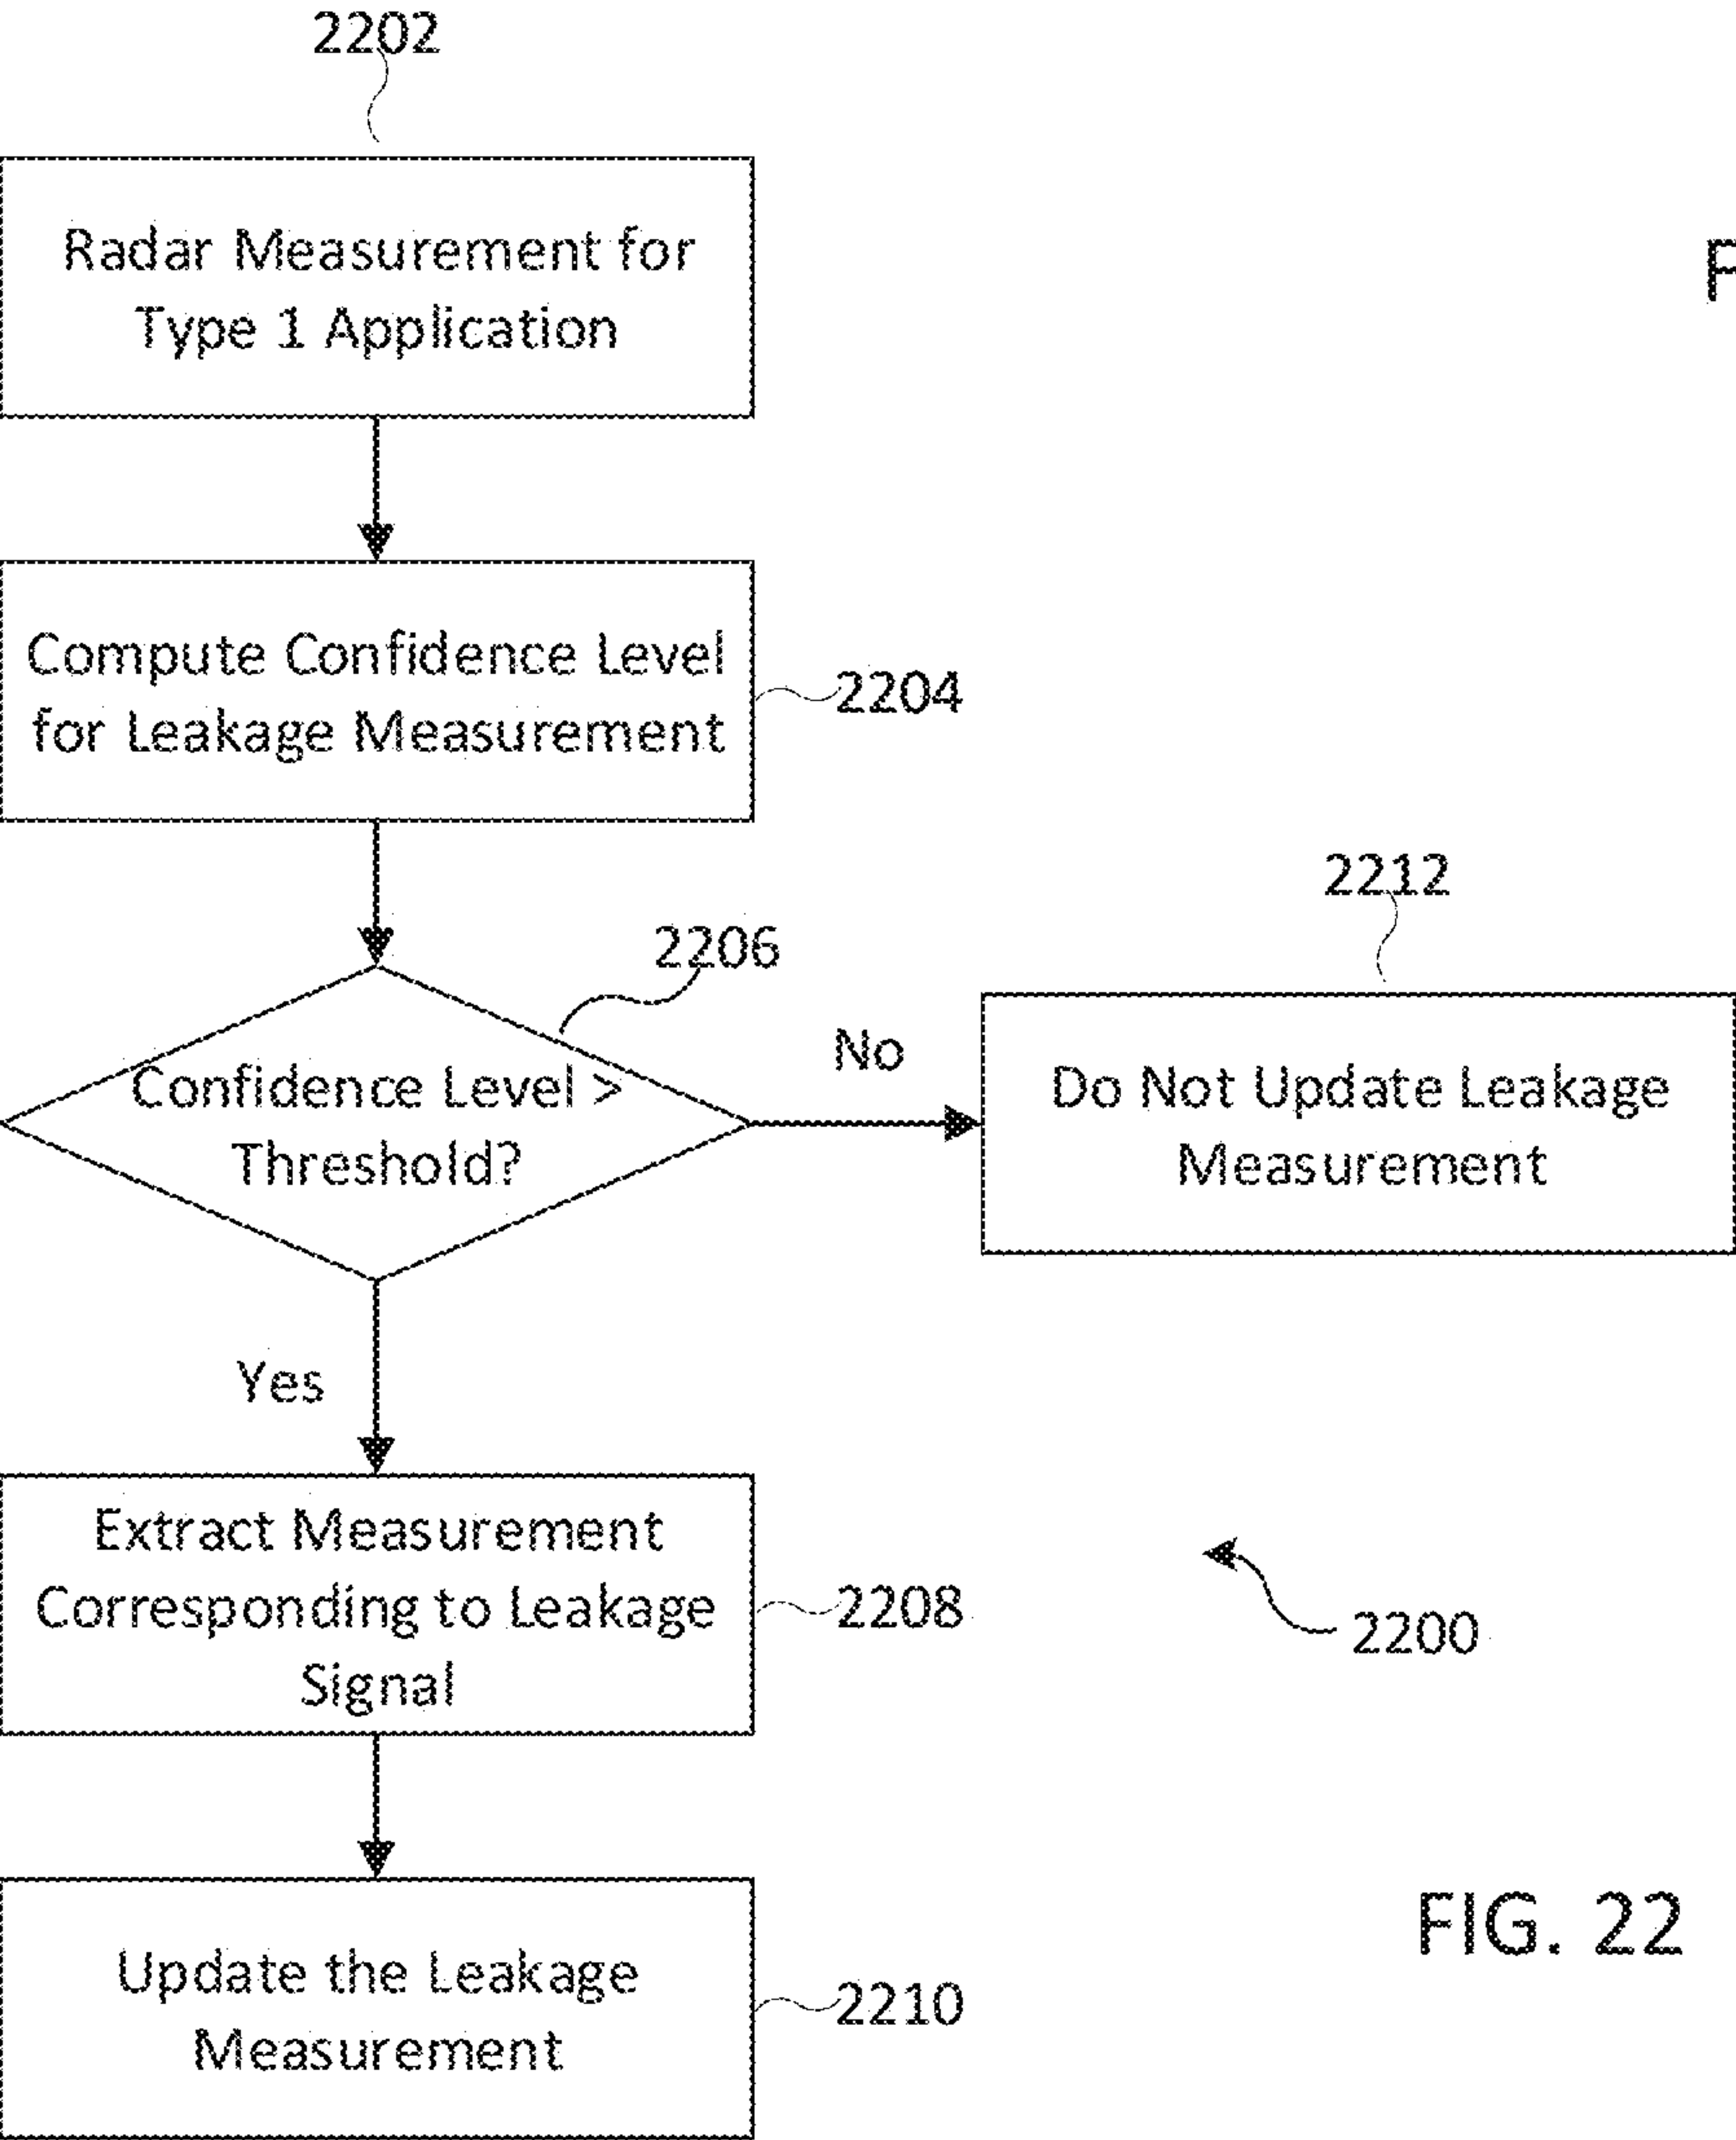 2202
Radar Measurement for
Type 1 Application
F
Compute Confidence Level
for Leakage Measurement
2204
2206
Confidence Level >
Threshold?
No
2212
Do Not Update Leakage
Measurement
Yes
Extract Measurement
Corresponding to Leakage
Signal
2208
2200
Update the Leakage
Measurement
2210
FIG. 22